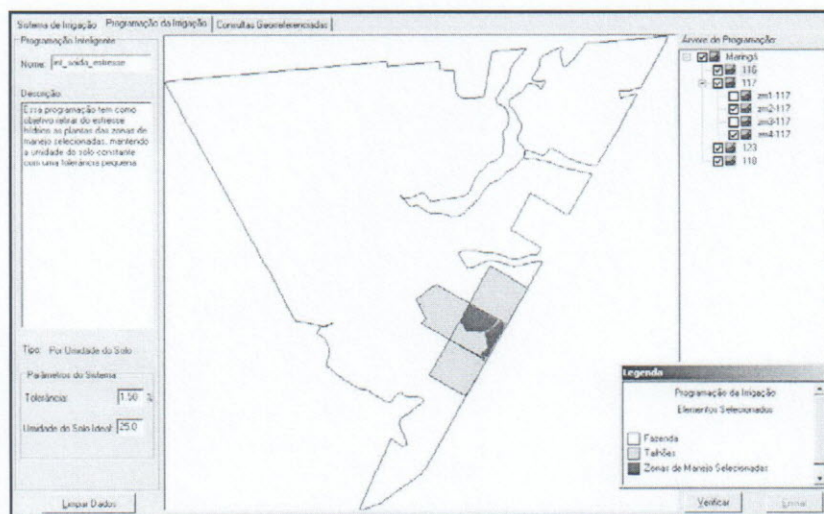 Sistema de Irrigação
Programação da Irrigação
Consultas Georeferenciadas
Programação Inteligente
Nome: int_saida_estresse
Descrição:
Essa programação tem como
objetivo retirar do estresse
hídrico as plantas das zonas de
manejo selecionadas, mantendo
a umidade do solo constante
com uma tolerância pequena
Tipo: Por Umidade do Solo
Parâmetros do Sistema
Tolerância: 1.50 %
Umidade do Solo Ideal: 25.0
Limpar Dados
Árvore de Programação:
Maringá
116
117
zm1-117
zm2-117
zm3-117
zm4-117
123
118
Legenda
Programação da Irrigação
Elementos Selecionados
Fazenda
Talhões
Zonas de Manejo Selecionadas
Verificar
Enviar